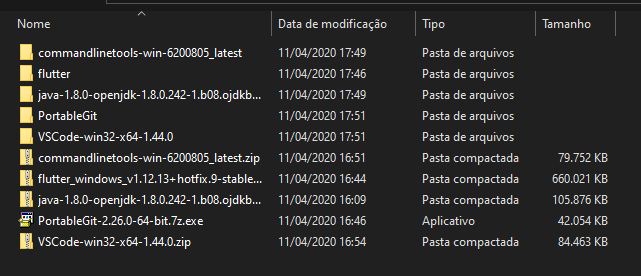 Nome Data de modificação Tipo Tamanho
commandlinetools-win-6200805_latest 11/04/2020 17:49 Pasta de arquivos
flutter 11/04/2020 17:46 Pasta de arquivos
java-1.8.0-openjdk-1.8.0.242-1.b08.ojdkb... 11/04/2020 17:49 Pasta de arquivos
PortableGit 11/04/2020 17:51 Pasta de arquivos
VSCode-win32-x64-1.44.0 11/04/2020 17:51 Pasta de arquivos
commandlinetools-win-6200805_latest.zip 11/04/2020 16:51 Pasta compactada 79.752 KB
flutter_windows_v1.12.13+hotfix.9-stable... 11/04/2020 16:44 Pasta compactada 660.021 KB
java-1.8.0-openjdk-1.8.0.242-1.b08.ojdkb... 11/04/2020 16:09 Pasta compactada 105.876 KB
PortableGit-2.26.0-64-bit.7z.exe 11/04/2020 16:46 Aplicativo 42.054 KB
VSCode-win32-x64-1.44.0.zip 11/04/2020 16:54 Pasta compactada 84.463 KB